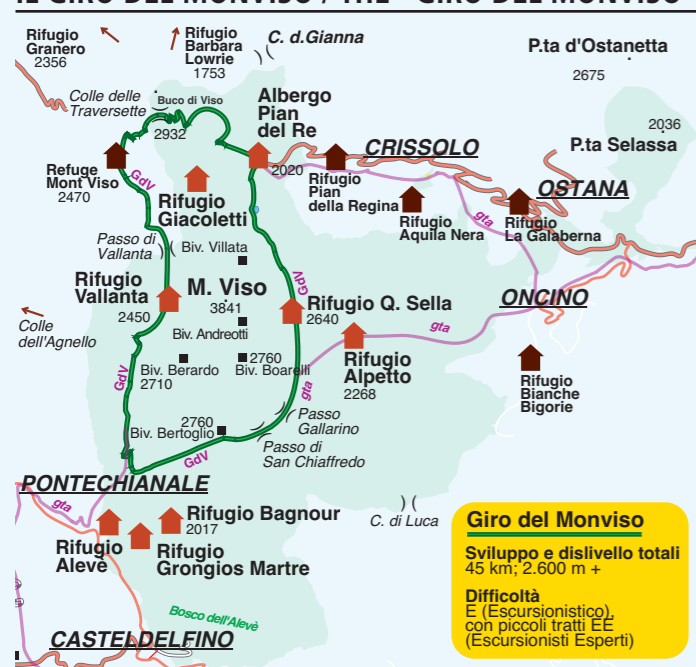 IL GIRO DEL MONVISO / THE "GIRO DEL MONVISO"
Rifugio
Granero
2356
Rifugio
Barbara
Lowrie
1753
C. d.Gianna
P.ta d'Ostanetta
2675
Colle delle
Traversette
Buco di Viso
2932
Albergo
Pian
del Re
2020
2036
P.ta Selassa
CRISSOLO
Refuge
Mont Viso
2470
GdV
Rifugio
Giacoletti
Rifugio
Pian
della Regina
Rifugio
Aquila Nera
gta
OSTANA
Rifugio
La Galaberna
Passo di
Vallanta
Biv. Villata
GdV
Rifugio
Vallanta
2450
M. Viso
3841
Rifugio Q. Sella
2640
ONCINO
Colle
dell'Agnello
Biv. Andreotti
Rifugio
Alpetto
2268
gta
GdV
Biv. Berardo
2710
2760
Biv. Boarelli
gta
Rifugio
Bianche
Bigorie
2760
Biv. Bertoglio
Passo
Gallarino
GdV
Passo di
San Chiaffredo
PONTECHIANALE
gta
C. di Luca
Rifugio Bagnour
2017
Rifugio
Alevè
Rifugio
Grongios Martre
Bosco dell'Alevè
CASTELDELFINO
Giro del Monviso
Sviluppo e dislivello totali
45 km; 2.600 m +
Difficoltà
E (Escursionistico),
con piccoli tratti EE
(Escursionisti Esperti)